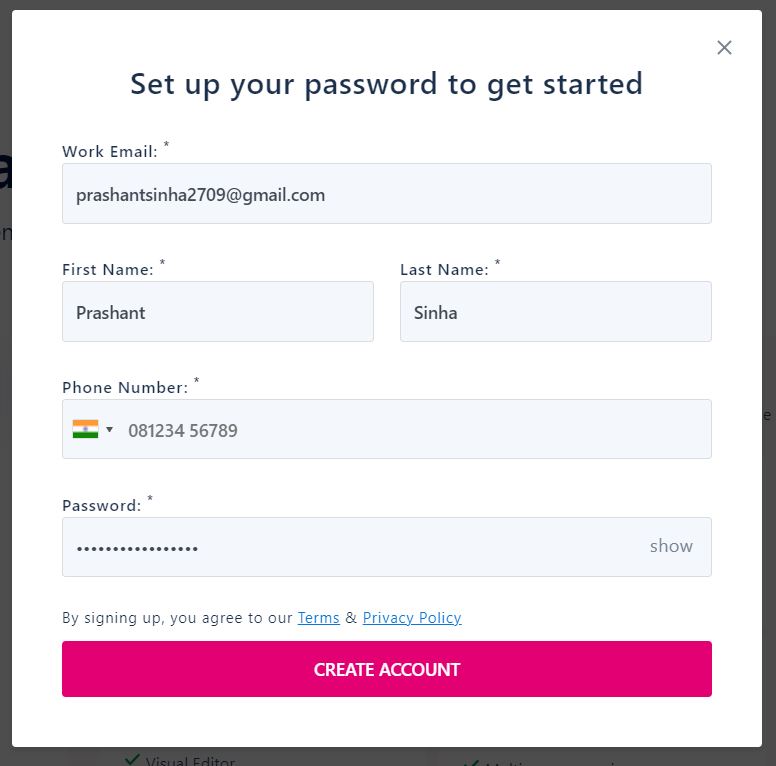 Set up your password to get started
Work Email: *
prashantsinha2709@gmail.com
First Name: * Last Name: *
Prashant Sinha
Phone Number: *
081234 56789
Password: *
••••••••••••••••• show
By signing up, you agree to our Terms & Privacy Policy
CREATE ACCOUNT
Visual Editor